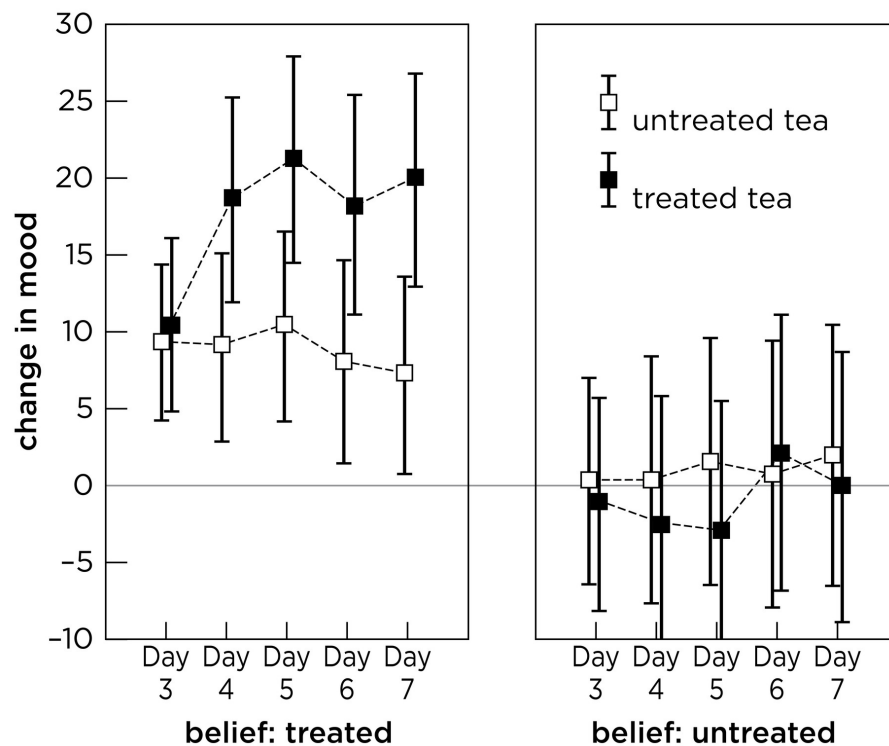 30
25
20
15
10
5
0
–5
–10
change in mood
Day 3
Day 4
Day 5
Day 6
Day 7
belief: treated
untreated tea
treated tea
Day 3
Day 4
Day 5
Day 6
Day 7
belief: untreated